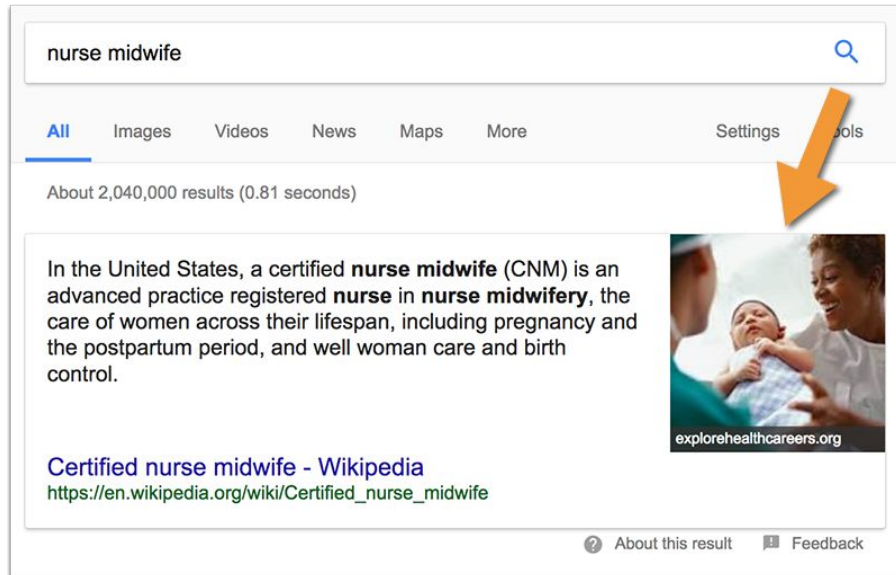 nurse midwife
All Images Videos News Maps More Settings
About 2,040,000 results (0.81 seconds)
In the United States, a certified nurse midwife (CNM) is an
advanced practice registered nurse in nurse midwifery, the
care of women across their lifespan, including pregnancy and
the postpartum period, and well woman care and birth
control.
explorehealthcareers.org
Certified nurse midwife - Wikipedia
https://en.wikipedia.org/wiki/Certified_nurse_midwife
About this result Feedback